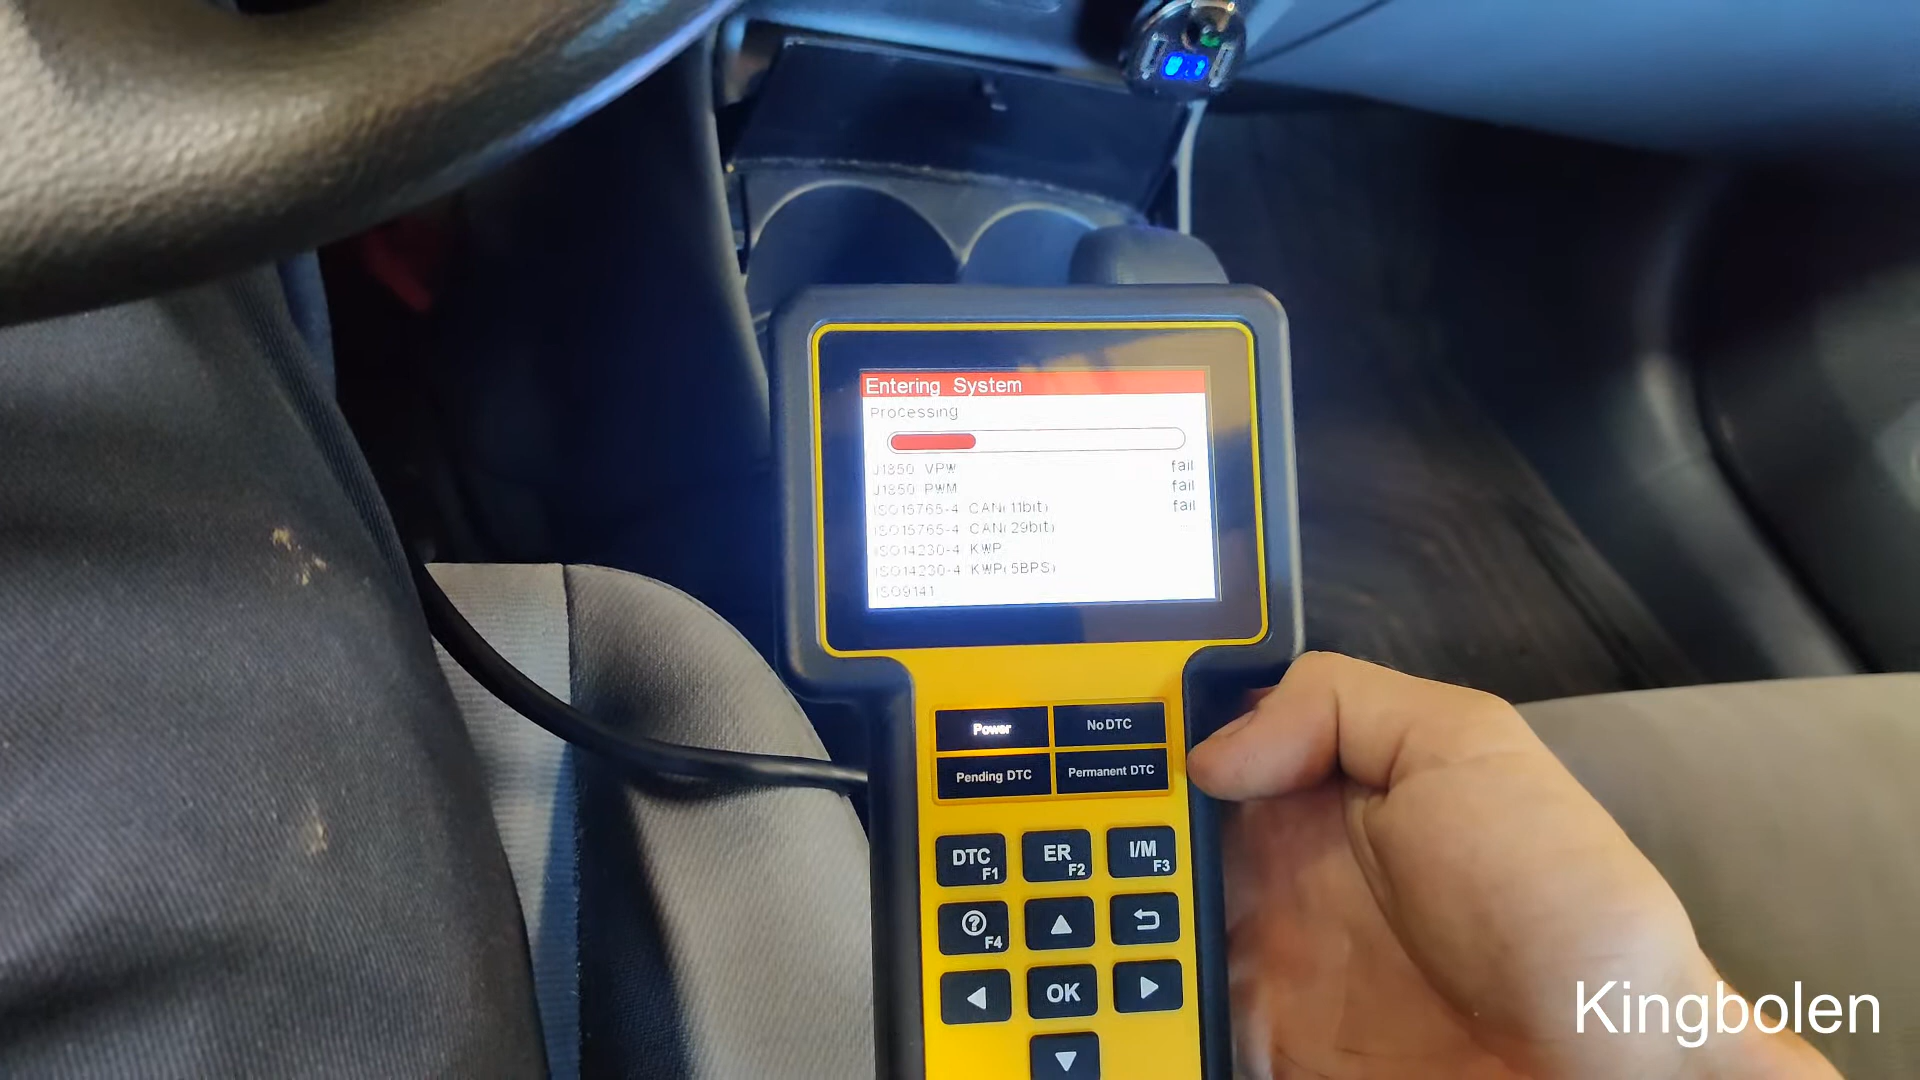 Entering System
Processing
J1850 VPW fail
J1850 PWM fail
ISO15765-4 CAN(11bit) fail
ISO15765-4 CAN(29bit)
ISO14230-4 KWP
ISO14230-4 KWP(5BPS)
ISO9141
Power No DTC
Pending DTC Permanent DTC
DTC F1 ER F2 I/M F3
? F4
OK
Kingbolen